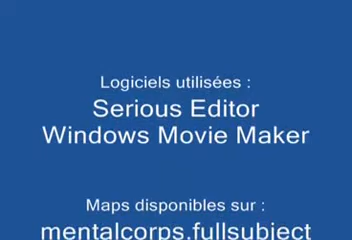 Logiciels utilisées :
Serious Editor
Windows Movie Maker
Maps disponibles sur :
mentalcorps.fullsubject